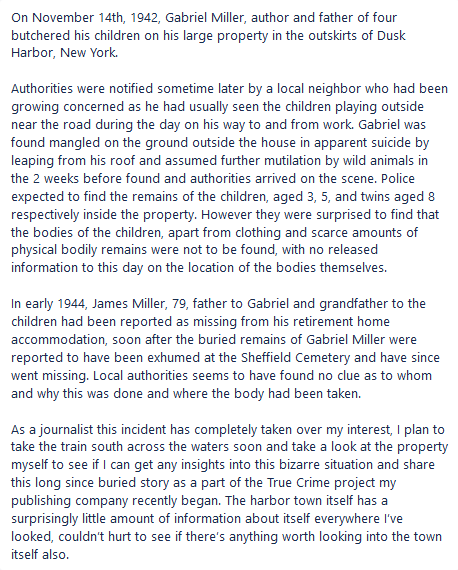 On November 14th, 1942, Gabriel Miller, author and father of four
butchered his children on his large property in the outskirts of Dusk
Harbor, New York.

Authorities were notified sometime later by a local neighbor who had been
growing concerned as he had usually seen the children playing outside
near the road during the day on his way to and from work. Gabriel was
found mangled on the ground outside the house in apparent suicide by
leaping from his roof and assumed further mutilation by wild animals in
the 2 weeks before found and authorities arrived on the scene. Police
expected to find the remains of the children, aged 3, 5, and twins aged 8
respectively inside the property. However they were surprised to find that
the bodies of the children, apart from clothing and scarce amounts of
physical bodily remains were not to be found, with no released
information to this day on the location of the bodies themselves.

In early 1944, James Miller, 79, father to Gabriel and grandfather to the
children had been reported as missing from his retirement home
accommodation, soon after the buried remains of Gabriel Miller were
reported to have been exhumed at the Sheffield Cemetery and have since
went missing. Local authorities seems to have found no clue as to whom
and why this was done and where the body had been taken.

As a journalist this incident has completely taken over my interest, I plan to
take the train south across the waters soon and take a look at the property
myself to see if I can get any insights into this bizarre situation and share
this long since buried story as a part of the True Crime project my
publishing company recently began. The harbor town itself has a
surprisingly little amount of information about itself everywhere I've
looked, couldn't hurt to see if there's anything worth looking into the town
itself also.